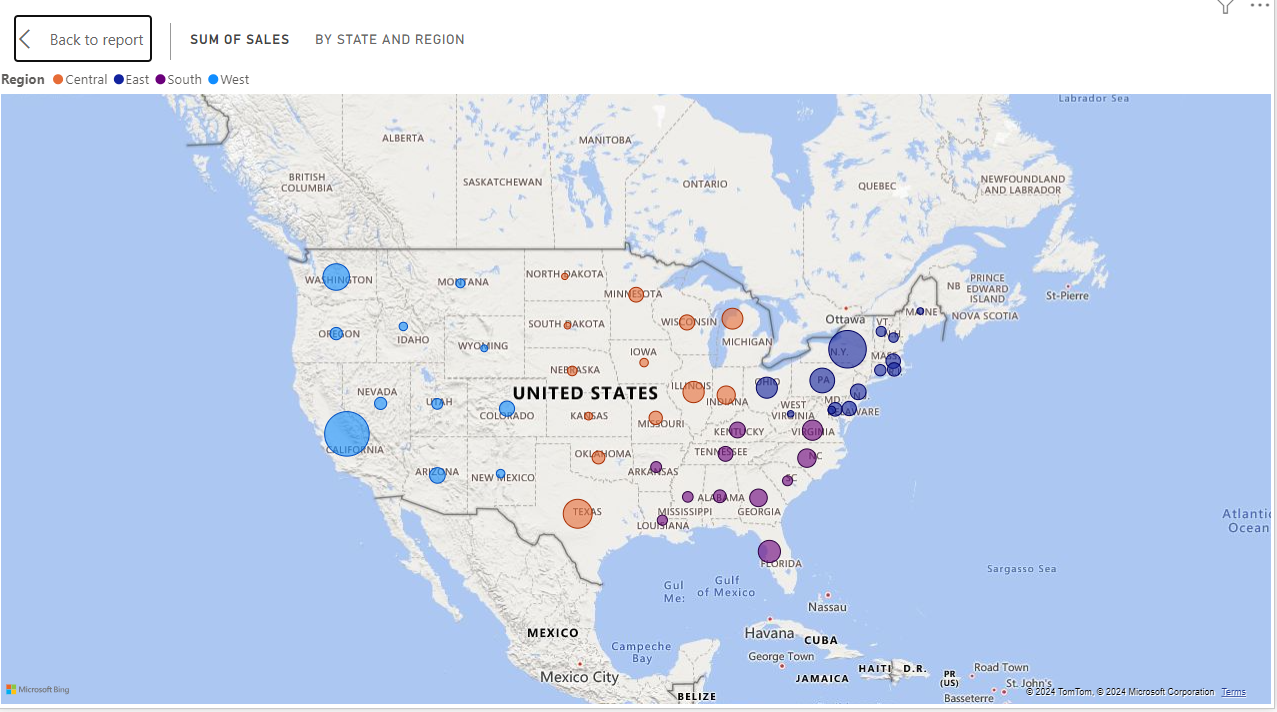 Back to report
SUM OF SALES BY STATE AND REGION
Region Central East South West
Labrador Sea
ALBERTA
MANITOBA
BRITISH
COLUMBIA
SASKATCHEWAN
ONTARIO
QUEBEC
NEWFOUNDLAND
AND LABRADOR
WASHINGTON
MONTANA
NORTH DAKOTA
MINNESOTA
NB
PRINCE
EDWARD
ISLAND
St-Pierre
MAINE
NOVA SCOTIA
Ottawa
VT
N.H.
OREGON
IDAHO
SOUTH DAKOTA
WISCONSIN
MICHIGAN
WYOMING
IOWA
N.Y.
MASS
NEBRASKA
UNITED STATES
NEVADA
UTAH
COLORADO
ILLINOIS
INDIANA
OHIO
PA
MD
DELAWARE
WEST
VIRGINIA
KANSAS
MISSOURI
KENTUCKY
VIRGINIA
CALIFORNIA
ARIZONA
NEW MEXICO
OKLAHOMA
ARKANSAS
TENNESSEE
NC
SC
TEXAS
LOUISIANA
MISSISSIPPI
ALABAMA
GEORGIA
Atlantic
Ocean
FLORIDA
Sargasso Sea
Gul
Me:
Gulf
of Mexico
Nassau
MEXICO
Havana
CUBA
Campeche
Bay
George Town
HAITI
D.R.
Mexico City
JAMAICA
PR
(US)
Road Town
St. John's
Basseterre
BELIZE
Microsoft Bing
© 2024 TomTom, © 2024 Microsoft Corporation Terms